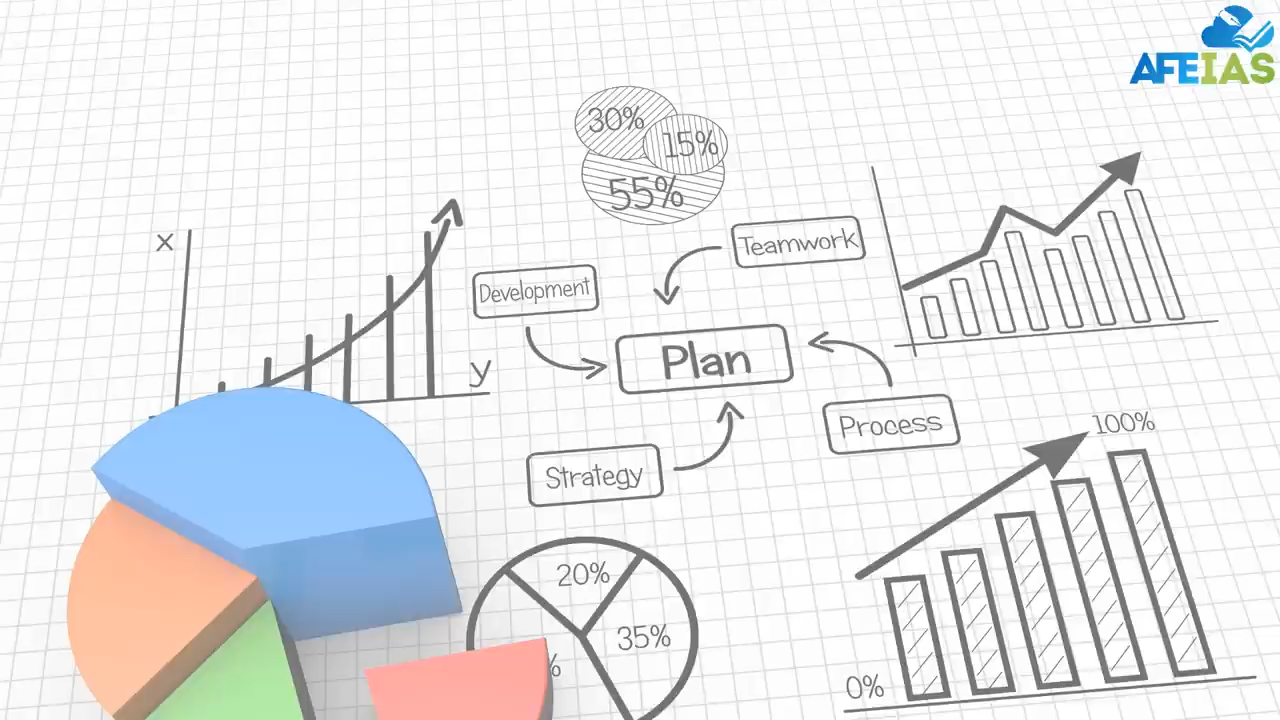 AFEIAS
30%
15%
55%
x
Teamwork
Development
y
Plan
Process
100%
Strategy
20%
35%
%
0%